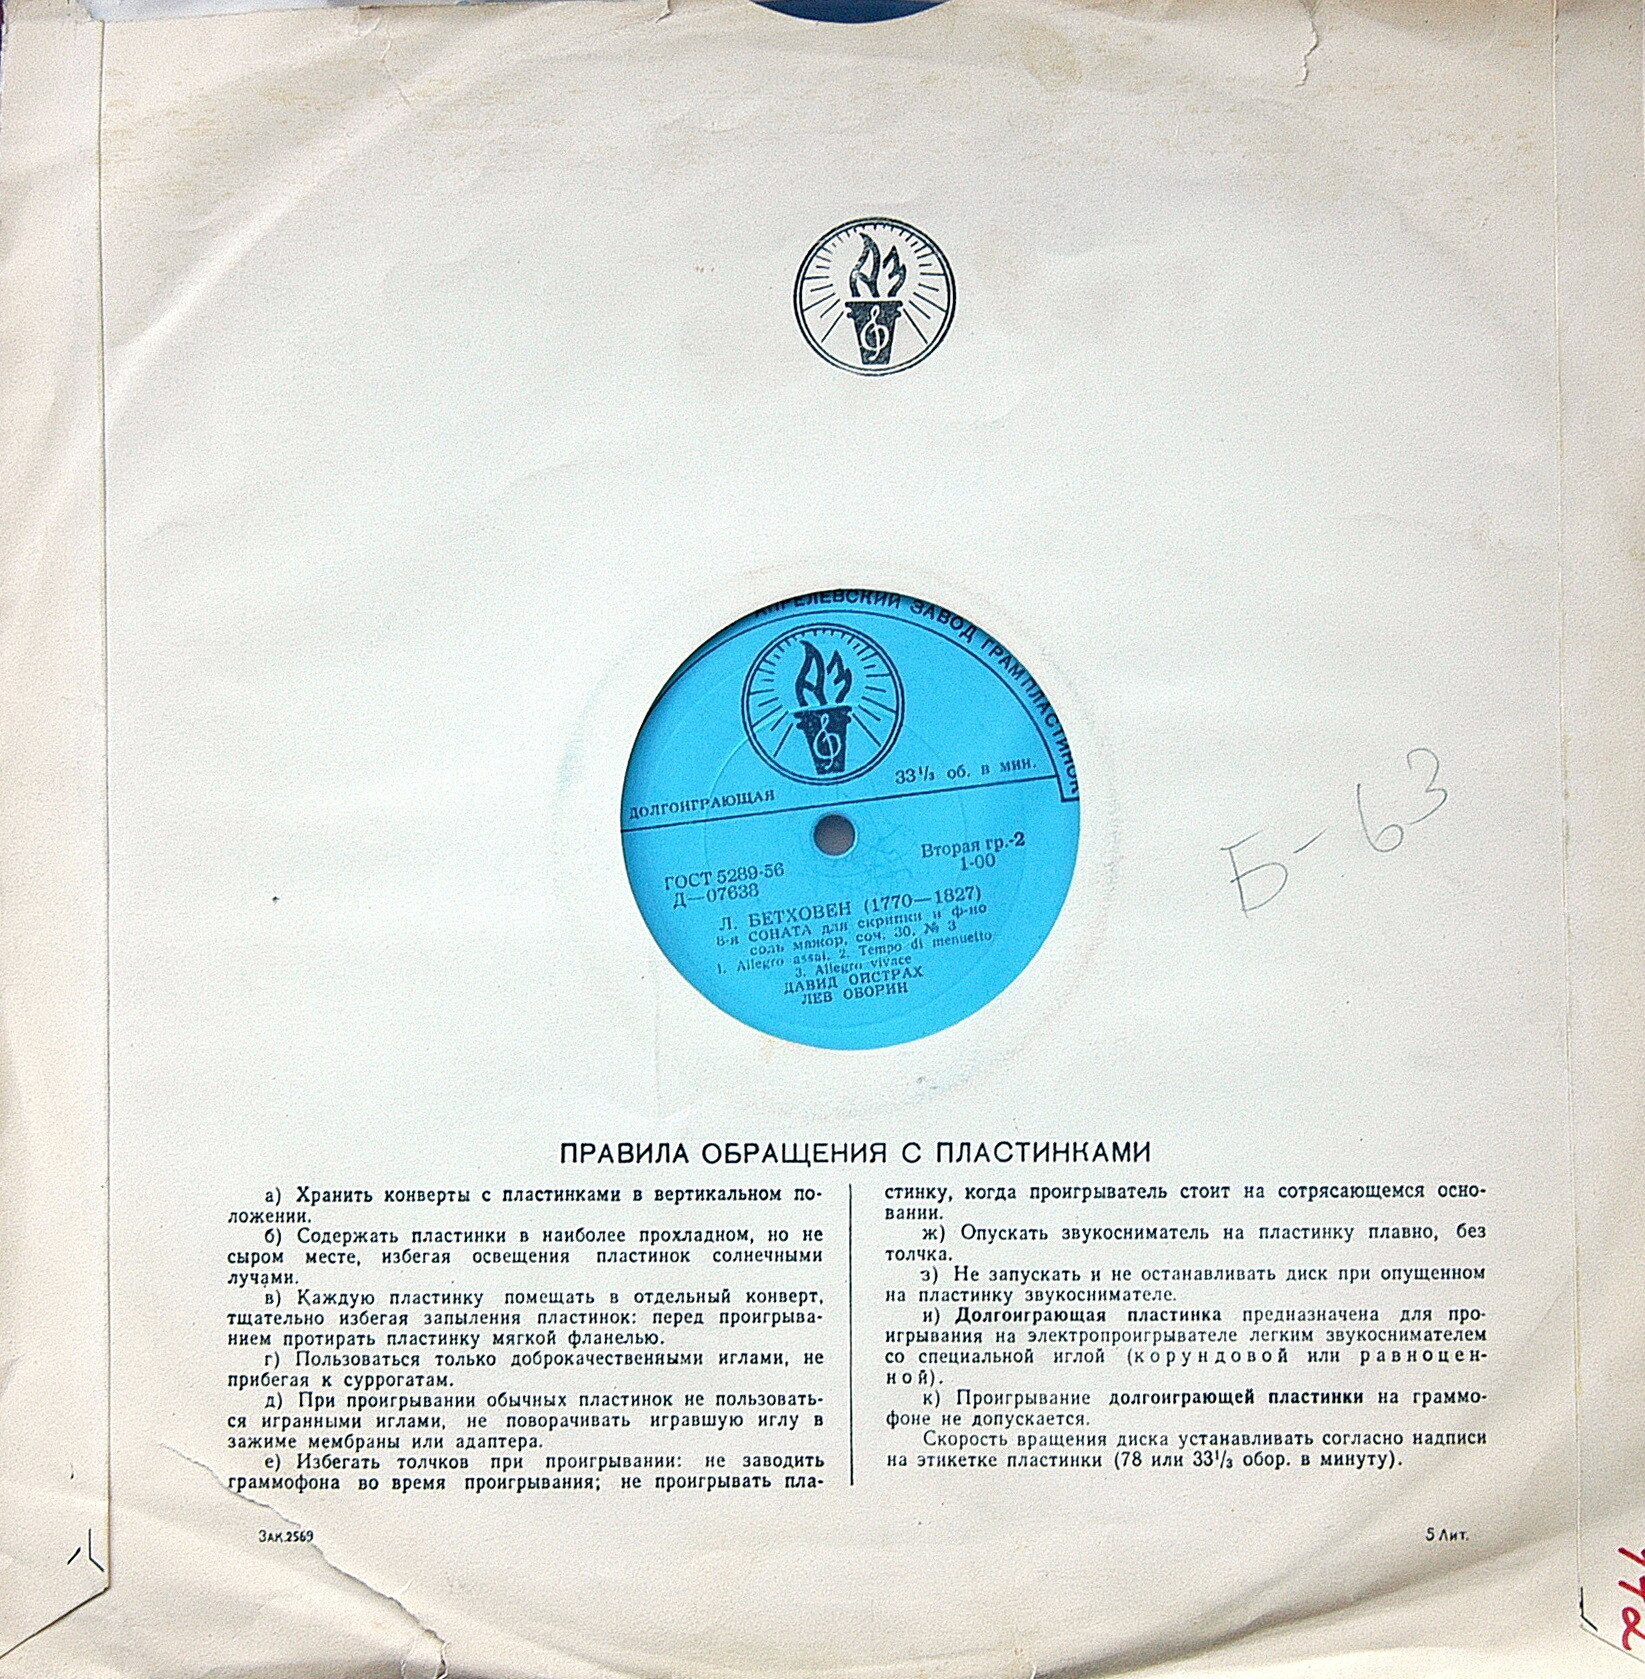 АПРЕЛЕВСКИЙ ЗАВОД ГРАМПЛАСТИНОК
ДОЛГОИГРАЮЩАЯ
33⅓ об. в мин.
ГОСТ 5289-56
Д—07638
Вторая гр.-2
1-00
Л. БЕТХОВЕН (1770—1827)
8-я СОНАТА для скрипки и ф-но
соль мажор, соч. 30, № 3
1. Allegro assai. 2. Tempo di menuetto
3. Allegro vivace
ДАВИД ОЙСТРАХ
ЛЕВ ОБОРИН
Б-63
ПРАВИЛА ОБРАЩЕНИЯ С ПЛАСТИНКАМИ
а) Хранить конверты с пластинками в вертикальном по-
ложении.
б) Содержать пластинки в наиболее прохладном, но не
сыром месте, избегая освещения пластинок солнечными
лучами.
в) Каждую пластинку помещать в отдельный конверт,
тщательно избегая запыления пластинок: перед проигрыва-
нием протирать пластинку мягкой фланелью.
г) Пользоваться только доброкачественными иглами, не
прибегая к суррогатам.
д) При проигрывании обычных пластинок не пользовать-
ся игранными иглами, не поворачивать игравшую иглу в
зажиме мембраны или адаптера.
е) Избегать толчков при проигрывании: не заводить
граммофона во время проигрывания; не проигрывать пла-
стинку, когда проигрыватель стоит на сотрясающемся осно-
вании.
ж) Опускать звукосниматель на пластинку плавно, без
толчка.
з) Не запускать и не останавливать диск при опущенном
на пластинку звукоснимателе.
и) Долгоиграющая пластинка предназначена для про-
игрывания на электропроигрывателе легким звукоснимателем
со специальной иглой (корундовой или равноцен-
ной).
к) Проигрывание долгоиграющей пластинки на граммо-
фоне не допускается.
Скорость вращения диска устанавливать согласно надписи
на этикетке пластинки (78 или 33⅓ обор. в минуту).
Зак.2569
5 Лит.